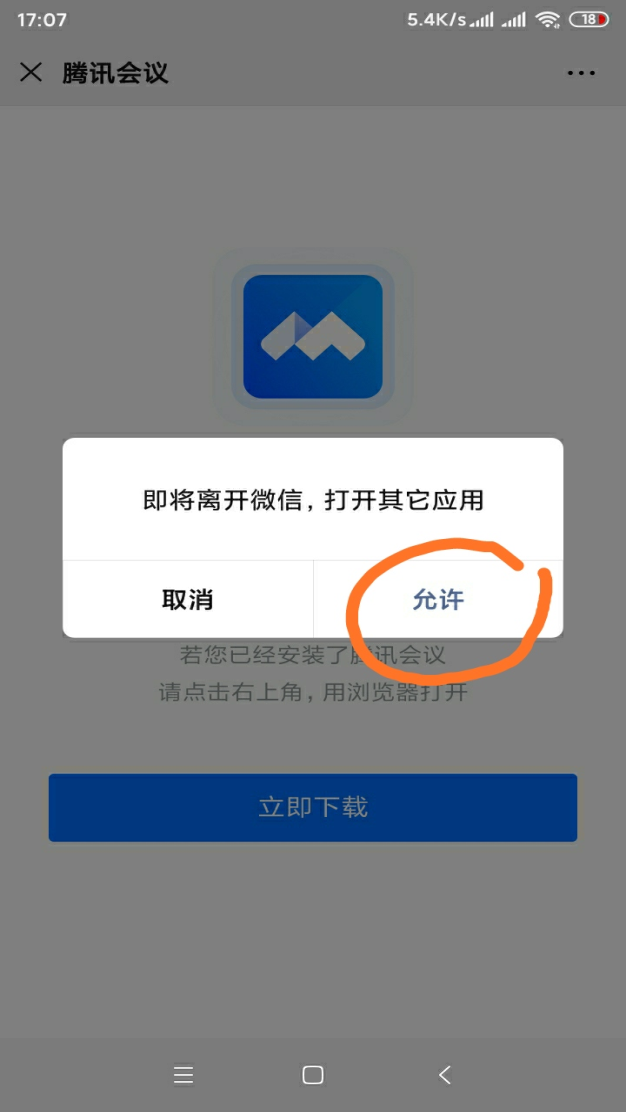 17:07 5.4K/s 18
腾讯会议
即将离开微信，打开其它应用
取消 允许
若您已经安装了腾讯会议
请点击右上角，用浏览器打开
立即下载